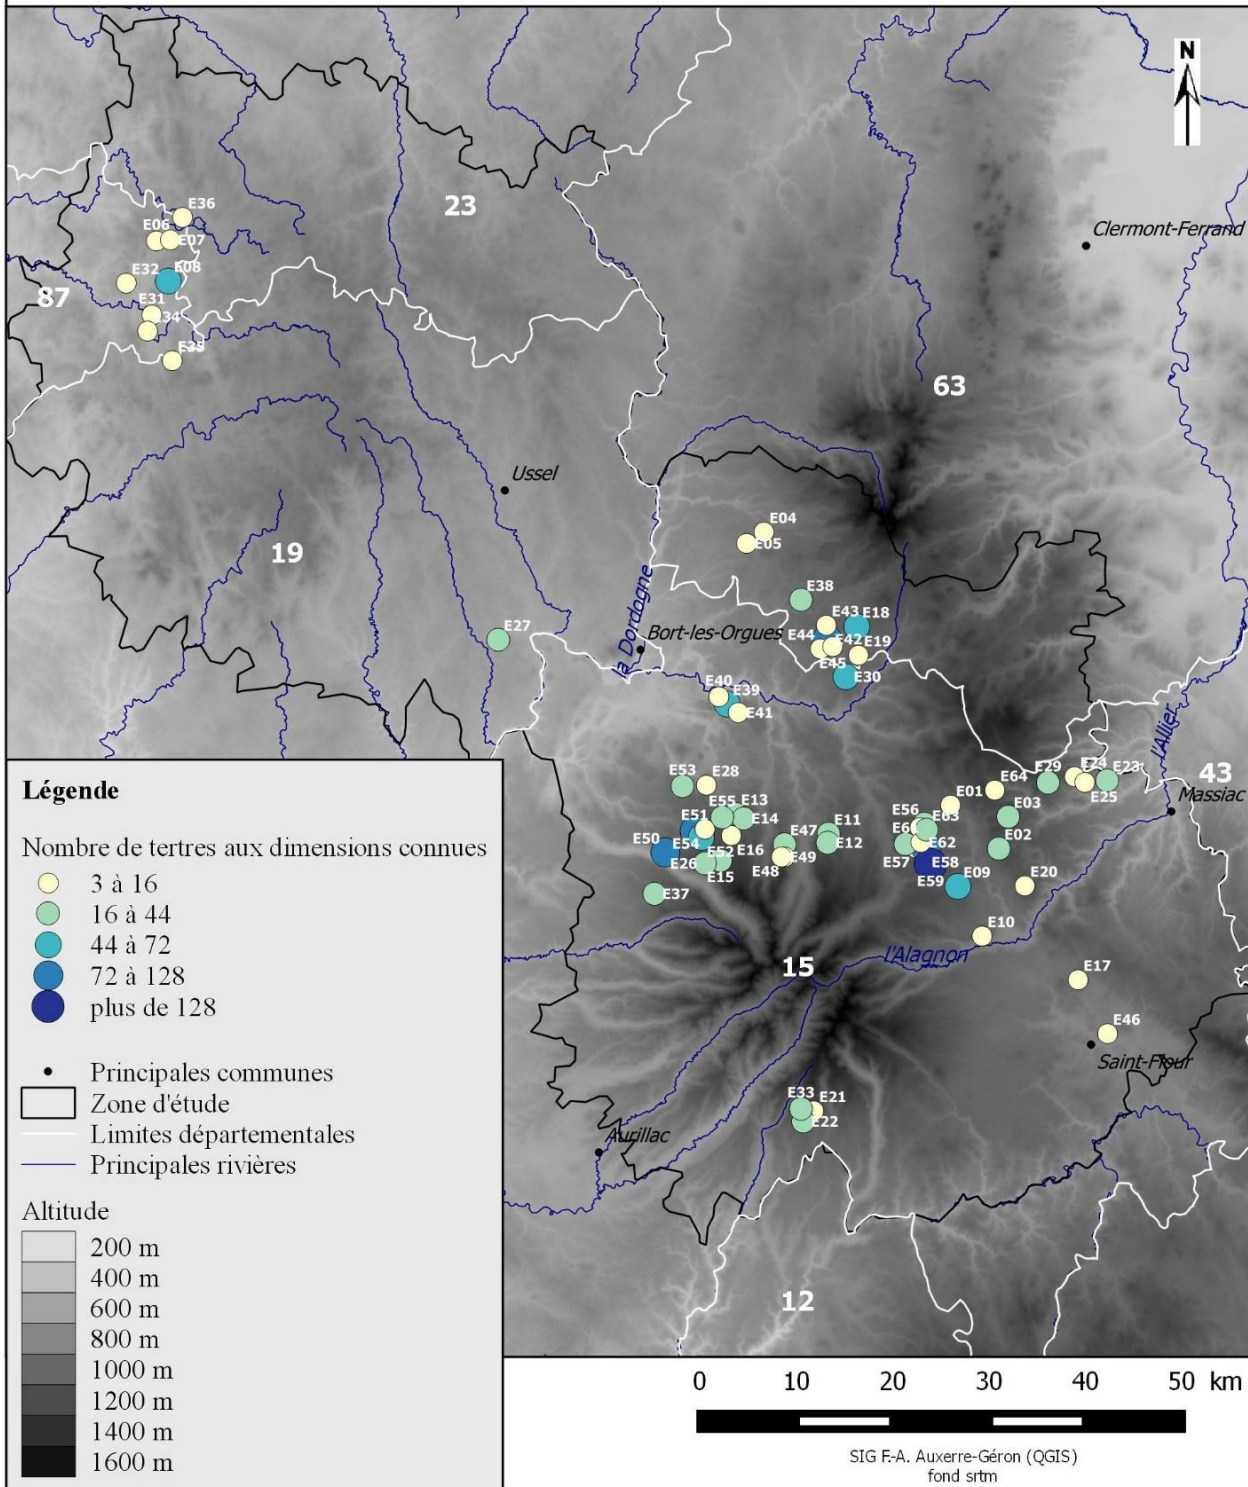 N
E36
23
Clermont-Ferrand
E06
E07
E32
E08
87
E31
E34
E35
63
Ussel
E04
E05
19
E38
la Dordogne
E43
E18
E27
Bort-les-Orgues
E44
E42
E19
E45
E30
E40
E39
E41
l'Allier
43
E53
E28
E64
E29
E24
E23
E25
E01
Massiac
E55
E13
E14
E56
E63
E03
E51
E11
E50
E54
E47
E12
E60
E62
E02
E16
E26
E52
E49
E57
E58
E15
E48
E59
E09
E20
E37
E10
l'Alagnon
15
E17
E46
Saint-Flour
E33
E21
E22
Aurillac
12
Légende
Nombre de tertres aux dimensions connues
3 à 16
16 à 44
44 à 72
72 à 128
plus de 128
Principales communes
Zone d'étude
Limites départementales
Principales rivières
Altitude
200 m
400 m
600 m
800 m
1000 m
1200 m
1400 m
1600 m
0 10 20 30 40 50 km
SIG F.-A. Auxerre-Géron (QGIS)
fond srtm